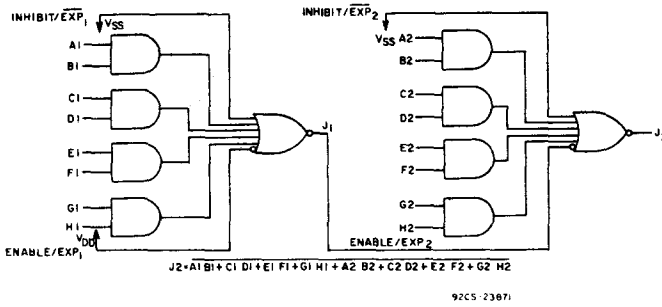 INHIBIT/EXP1
VSS
A1
B1
C1
D1
E1
F1
G1
H1
VDD
ENABLE/EXP1
J1
INHIBIT/EXP2
VSS
A2
B2
C2
D2
E2
F2
G2
H2
ENABLE/EXP2
J2=A1 B1+C1 D1+E1 F1+G1 H1+A2 B2+C2 D2+E2 F2+G2 H2
92CS-23871